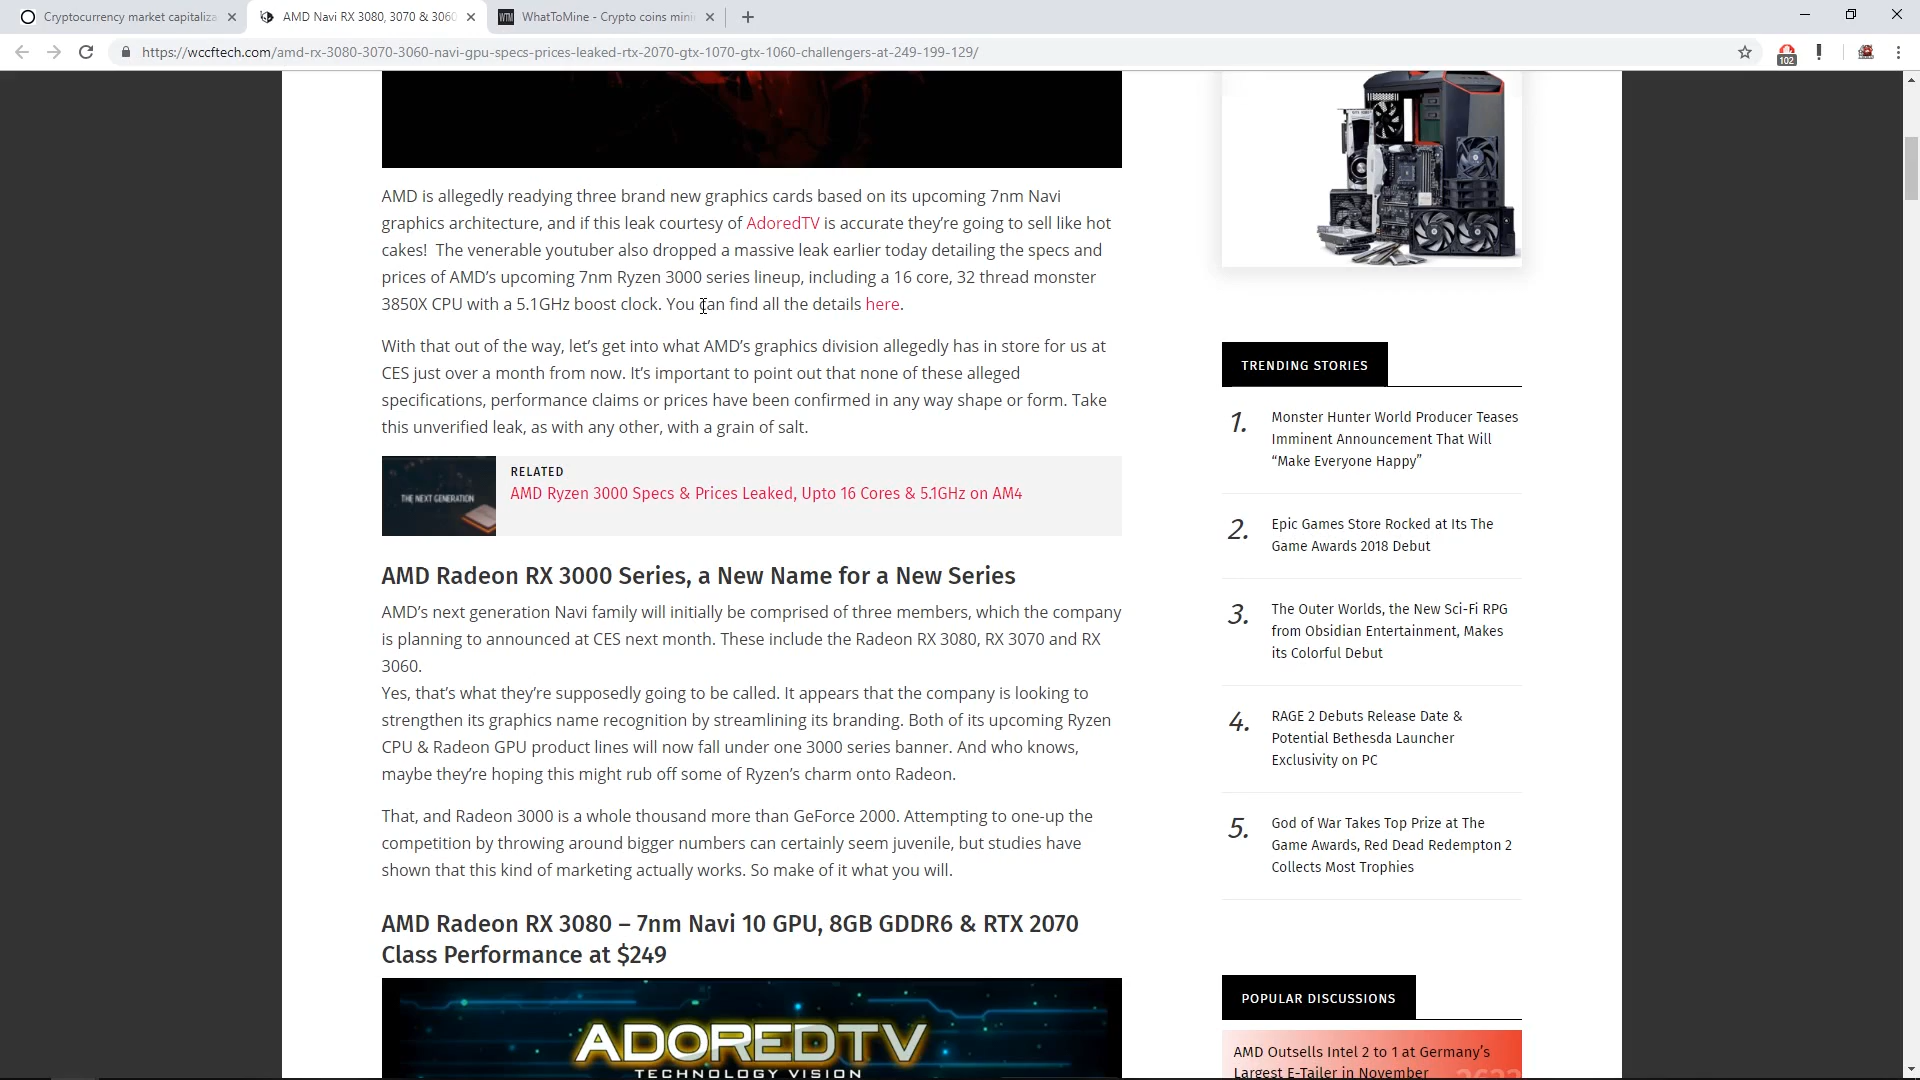 Cryptocurrency market capitaliza
AMD Navi RX 3080, 3070 & 3060
WTM
WhatToMine - Crypto coins mini
https://wccftech.com/amd-rx-3080-3070-3060-navi-gpu-specs-prices-leaked-rtx-2070-gtx-1070-gtx-1060-challengers-at-249-199-129/
102
AMD is allegedly readying three brand new graphics cards based on its upcoming 7nm Navi
graphics architecture, and if this leak courtesy of AdoredTV is accurate they’re going to sell like hot
cakes!  The venerable youtuber also dropped a massive leak earlier today detailing the specs and
prices of AMD’s upcoming 7nm Ryzen 3000 series lineup, including a 16 core, 32 thread monster
3850X CPU with a 5.1GHz boost clock. You can find all the details here.
With that out of the way, let’s get into what AMD’s graphics division allegedly has in store for us at
CES just over a month from now. It’s important to point out that none of these alleged
specifications, performance claims or prices have been confirmed in any way shape or form. Take
this unverified leak, as with any other, with a grain of salt.
THE NEXT GENERATION
RELATED
AMD Ryzen 3000 Specs & Prices Leaked, Upto 16 Cores & 5.1GHz on AM4
AMD Radeon RX 3000 Series, a New Name for a New Series
AMD’s next generation Navi family will initially be comprised of three members, which the company
is planning to announced at CES next month. These include the Radeon RX 3080, RX 3070 and RX
3060.
Yes, that’s what they’re supposedly going to be called. It appears that the company is looking to
strengthen its graphics name recognition by streamlining its branding. Both of its upcoming Ryzen
CPU & Radeon GPU product lines will now fall under one 3000 series banner. And who knows,
maybe they’re hoping this might rub off some of Ryzen’s charm onto Radeon.
That, and Radeon 3000 is a whole thousand more than GeForce 2000. Attempting to one-up the
competition by throwing around bigger numbers can certainly seem juvenile, but studies have
shown that this kind of marketing actually works. So make of it what you will.
AMD Radeon RX 3080 – 7nm Navi 10 GPU, 8GB GDDR6 & RTX 2070
Class Performance at $249
ADOREDTV
TECHNOLOGY VISION
TRENDING STORIES
1. Monster Hunter World Producer Teases
Imminent Announcement That Will
“Make Everyone Happy”
2. Epic Games Store Rocked at Its The
Game Awards 2018 Debut
3. The Outer Worlds, the New Sci-Fi RPG
from Obsidian Entertainment, Makes
its Colorful Debut
4. RAGE 2 Debuts Release Date &
Potential Bethesda Launcher
Exclusivity on PC
5. God of War Takes Top Prize at The
Game Awards, Red Dead Redempton 2
Collects Most Trophies
POPULAR DISCUSSIONS
AMD Outsells Intel 2 to 1 at Germany’s
Largest E-Tailer in November